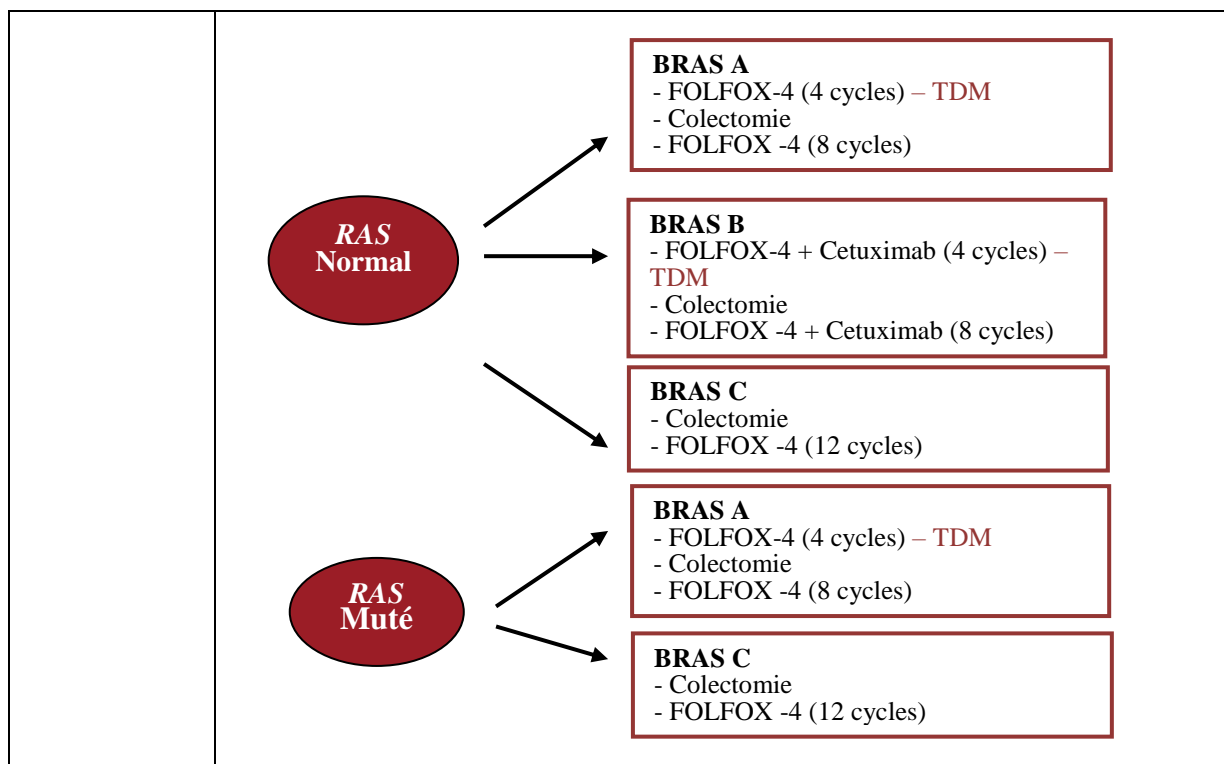 BRAS A
- FOLFOX-4 (4 cycles) – TDM
- Colectomie
- FOLFOX -4 (8 cycles)
RAS
Normal
BRAS B
- FOLFOX-4 + Cetuximab (4 cycles) –
TDM
- Colectomie
- FOLFOX -4 + Cetuximab (8 cycles)
BRAS C
- Colectomie
- FOLFOX -4 (12 cycles)
BRAS A
- FOLFOX-4 (4 cycles) – TDM
- Colectomie
- FOLFOX -4 (8 cycles)
RAS
Muté
BRAS C
- Colectomie
- FOLFOX -4 (12 cycles)